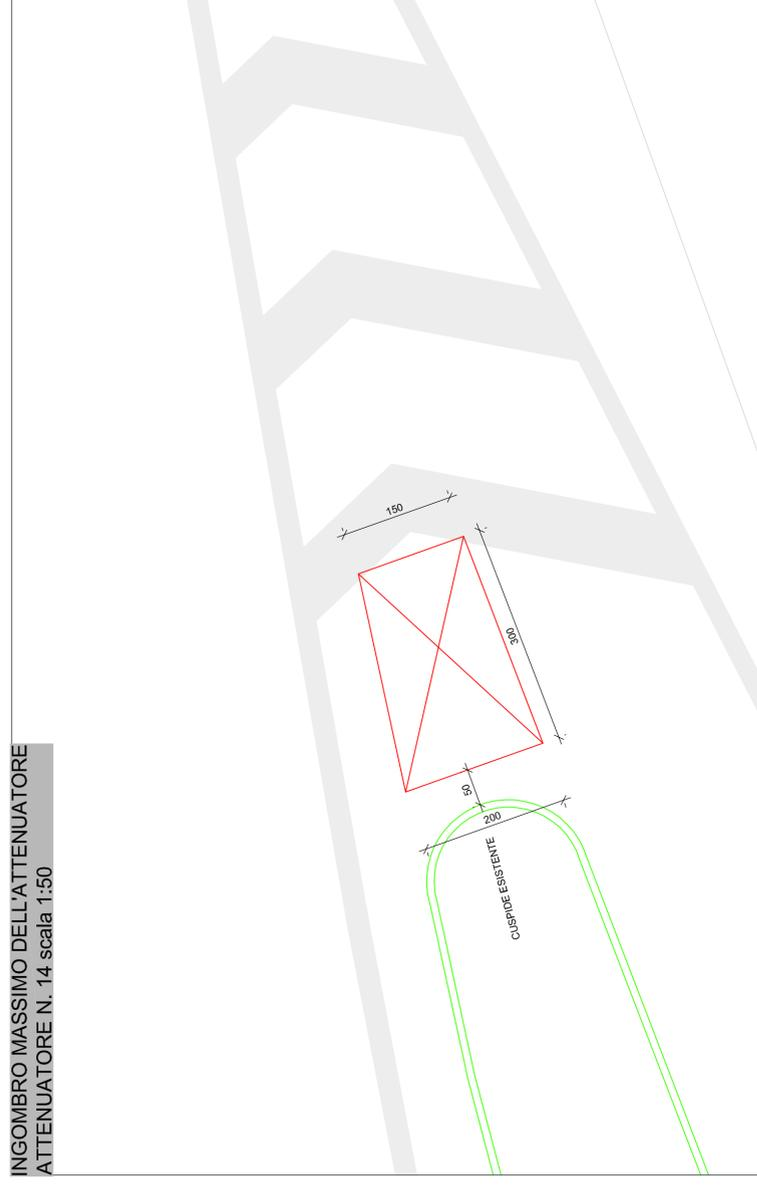 INGOMBRO MASSIMO DELL'ATTENUATORE
ATTENUATORE N. 14 scala 1:50
150
300
50
200
CUSPIDE ESISTENTE